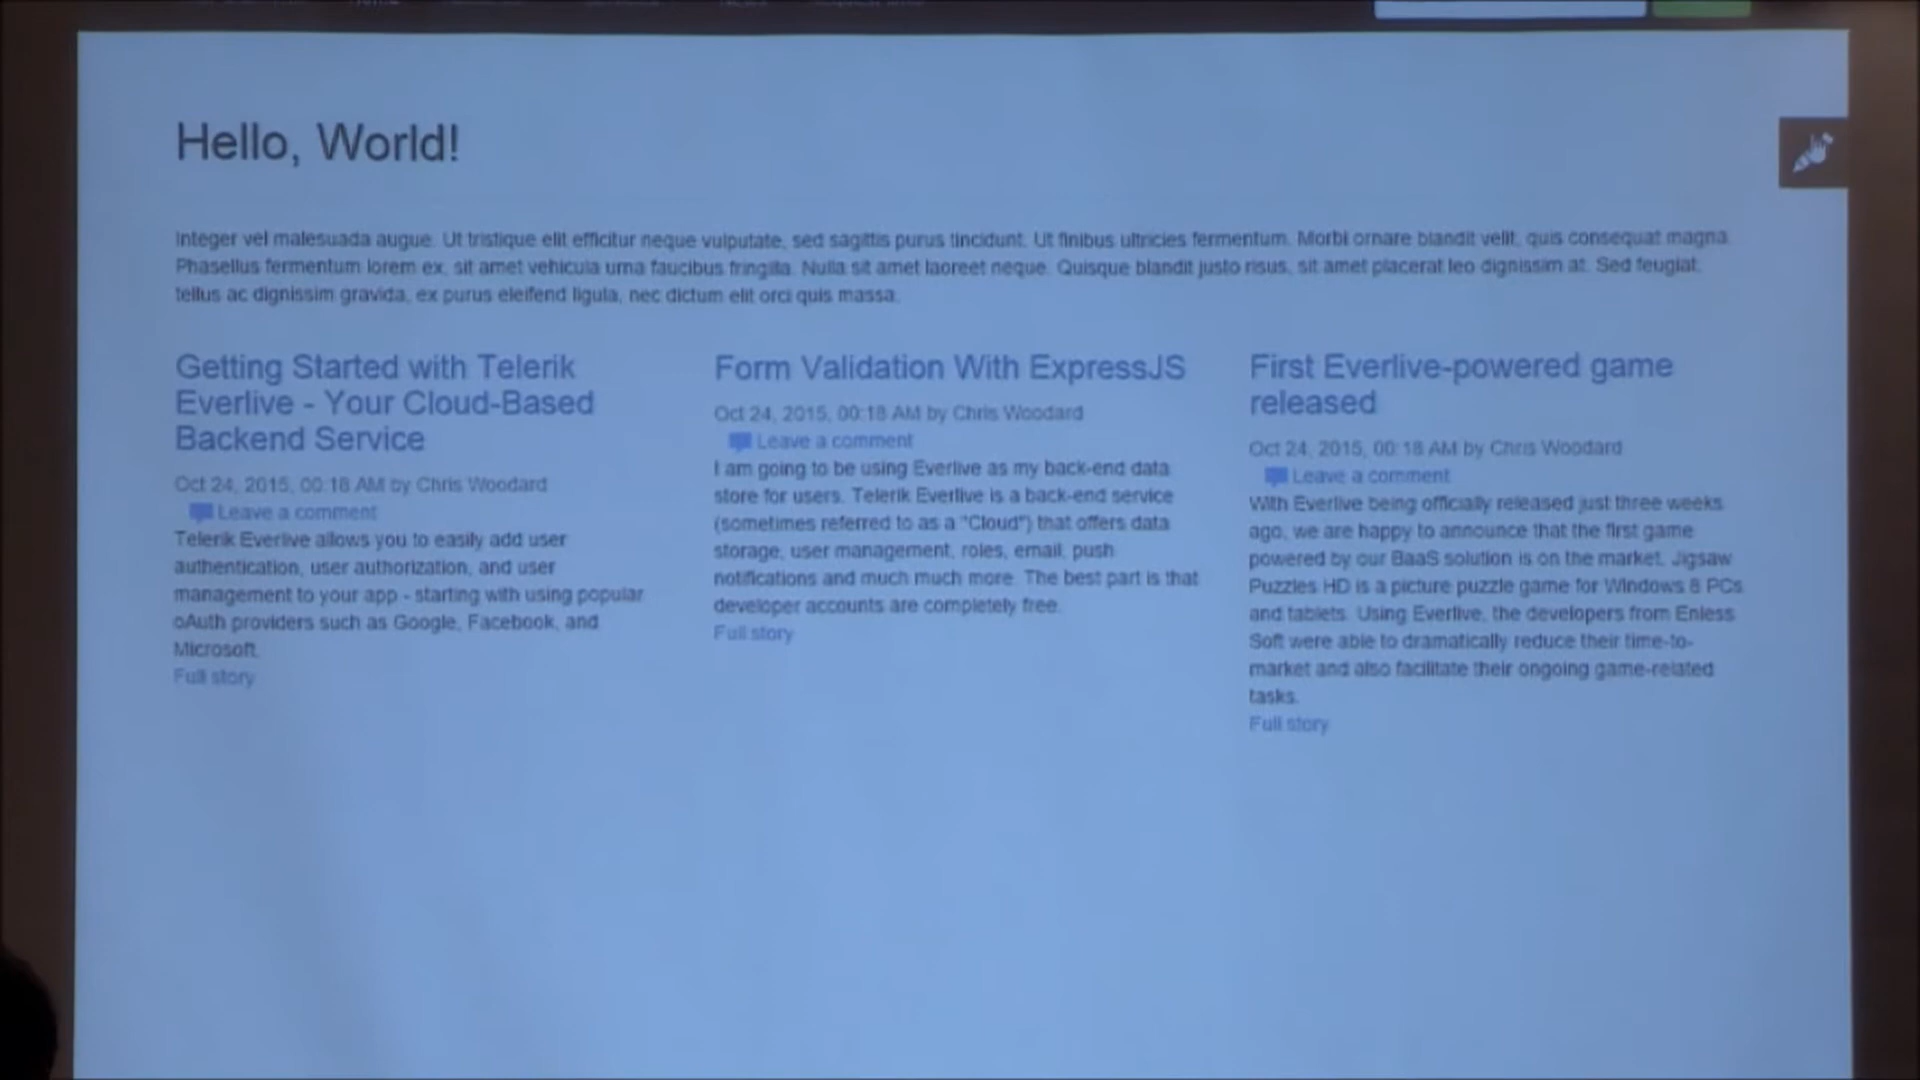 Hello, World!
Integer vel malesuada augue. Ut tristique elit efficitur neque vulputate, sed sagittis purus tincidunt. Ut finibus ultricies fermentum. Morbi ornare blandit velit, quis consequat magna.
Phasellus fermentum lorem ex, sit amet vehicula urna faucibus fringilla. Nulla sit amet laoreet neque. Quisque blandit justo risus, sit amet placerat leo dignissim at. Sed feugiat,
tellus ac dignissim gravida, ex purus eleifend ligula, nec dictum elit orci quis massa.
Getting Started with Telerik
Everlive - Your Cloud-Based
Backend Service
Oct 24, 2015, 00:18 AM by Chris Woodard
Leave a comment
Telerik Everlive allows you to easily add user
authentication, user authorization, and user
management to your app - starting with using popular
oAuth providers such as Google, Facebook, and
Microsoft.
Full story
Form Validation With ExpressJS
Oct 24, 2015, 00:18 AM by Chris Woodard
Leave a comment
I am going to be using Everlive as my back-end data
store for users. Telerik Everlive is a back-end service
(sometimes referred to as a "Cloud") that offers data
storage, user management, roles, email, push
notifications and much much more. The best part is that
developer accounts are completely free.
Full story
First Everlive-powered game
released
Oct 24, 2015, 00:18 AM by Chris Woodard
Leave a comment
With Everlive being officially released just three weeks
ago, we are happy to announce that the first game
powered by our BaaS solution is on the market. Jigsaw
Puzzles HD is a picture puzzle game for Windows 8 PCs
and tablets. Using Everlive, the developers from Enless
Soft were able to dramatically reduce their time-to-
market and also facilitate their ongoing game-related
tasks.
Full story